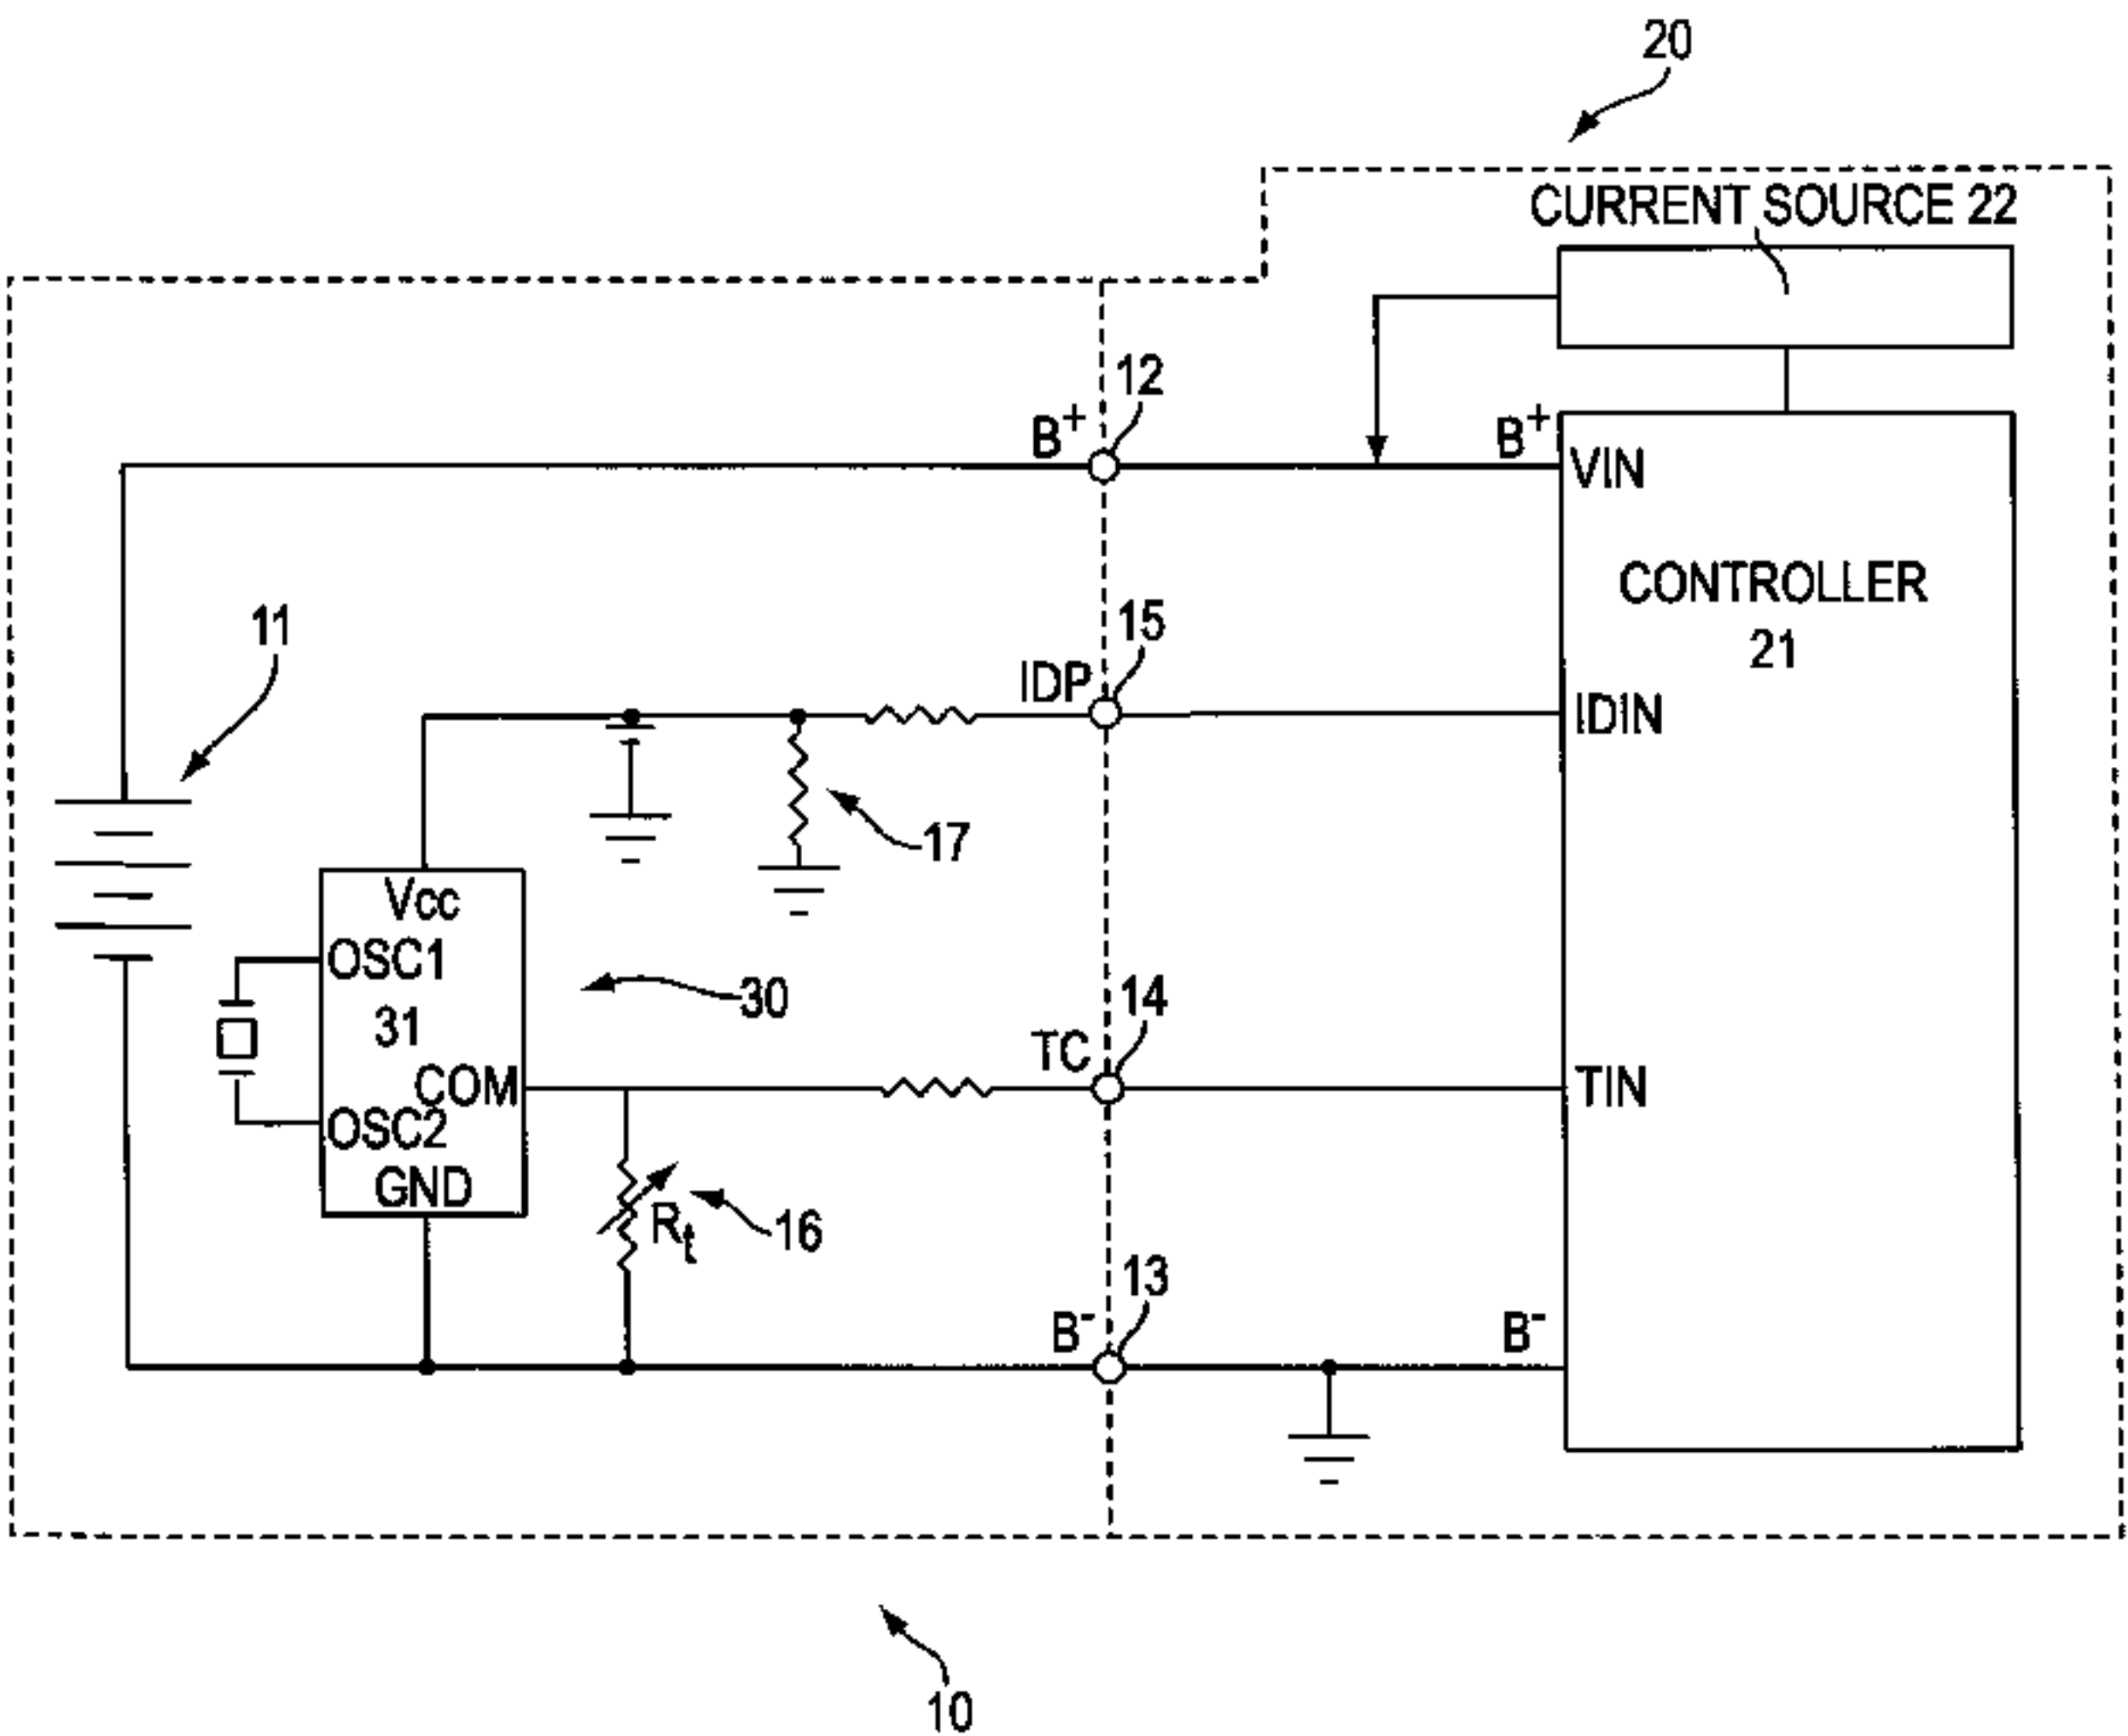 20
CURRENT SOURCE 22
12
B+
B+
VIN
CONTROLLER
21
11
15
IDP
IDIN
17
Vcc
OSC1
30
31
14
TC
COM
TIN
OSC2
GND
Rt
16
13
B-
B-
10